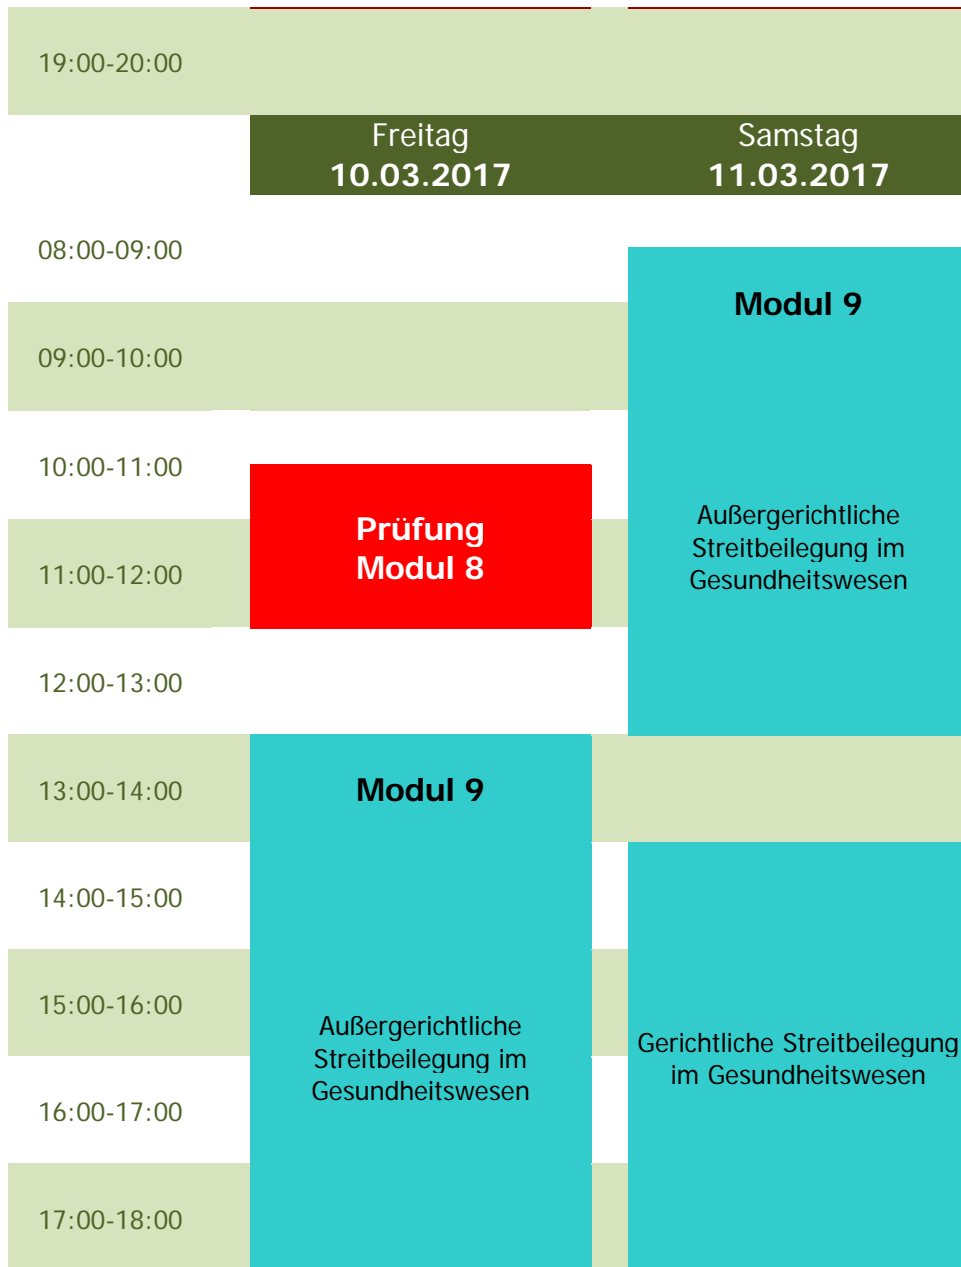 19:00-20:00
Freitag
10.03.2017
Samstag
11.03.2017
08:00-09:00
Modul 9
09:00-10:00
10:00-11:00
Prüfung
Modul 8
Außergerichtliche
Streitbeilegung im
Gesundheitswesen
11:00-12:00
12:00-13:00
13:00-14:00
Modul 9
14:00-15:00
15:00-16:00
Außergerichtliche
Streitbeilegung im
Gesundheitswesen
Gerichtliche Streitbeilegung
im Gesundheitswesen
16:00-17:00
17:00-18:00